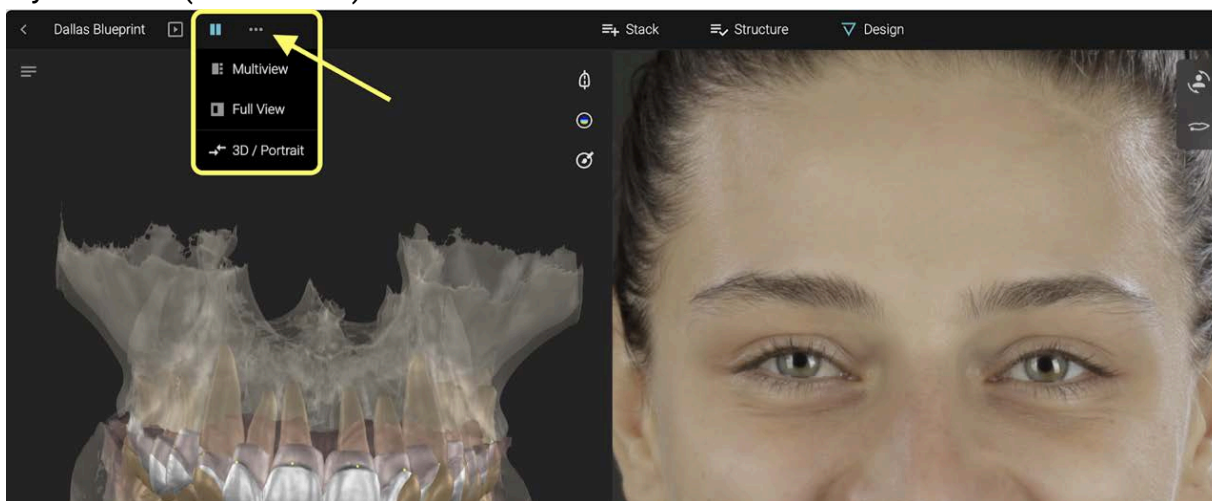 Dallas Blueprint
Stack
Structure
Design
Multiview
Full View
3D / Portrait